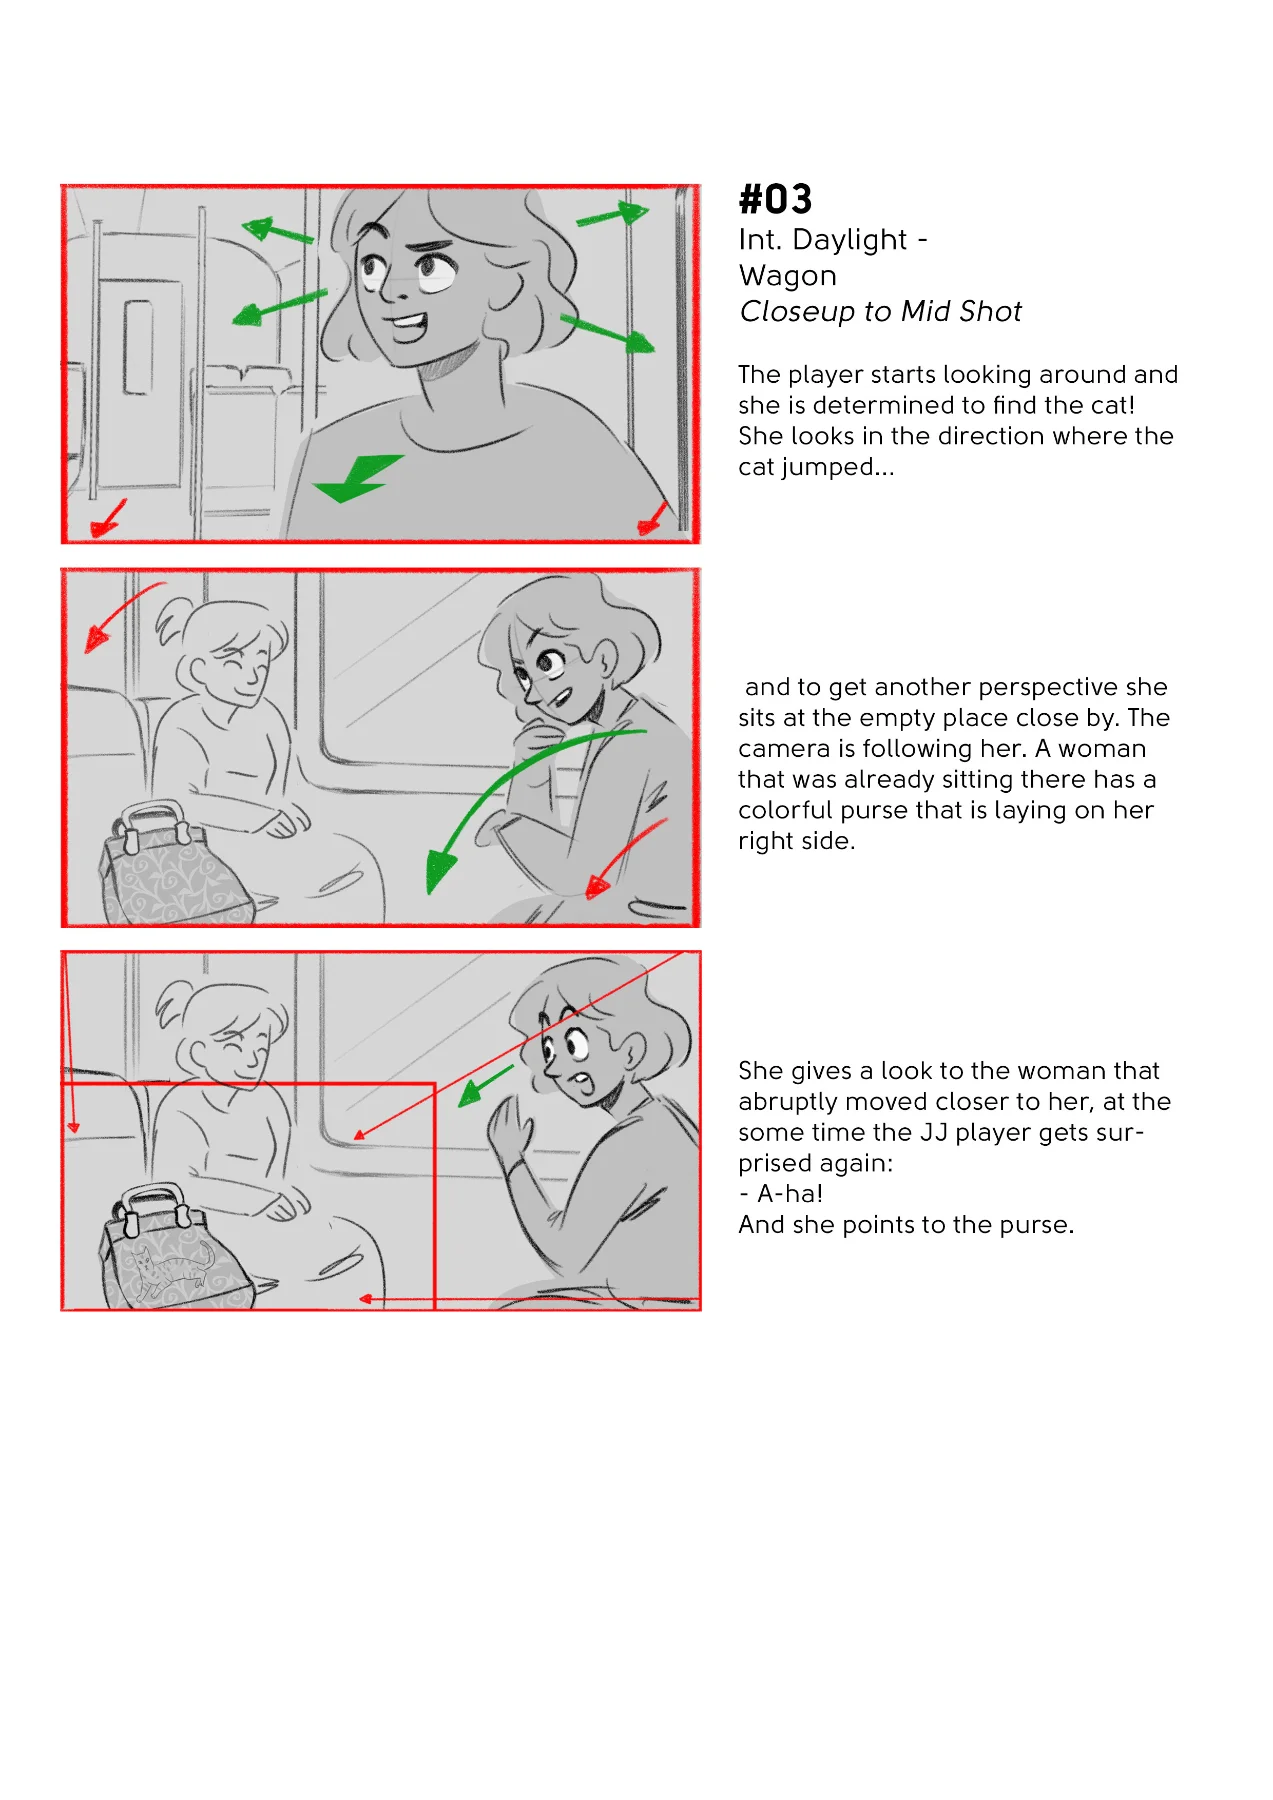 #03
Int. Daylight -
Wagon
Closeup to Mid Shot
The player starts looking around and
she is determined to find the cat!
She looks in the direction where the
cat jumped...
and to get another perspective she
sits at the empty place close by. The
camera is following her. A woman
that was already sitting there has a
colorful purse that is laying on her
right side.
She gives a look to the woman that
abruptly moved closer to her, at the
some time the JJ player gets sur-
prised again:
- A-ha!
And she points to the purse.